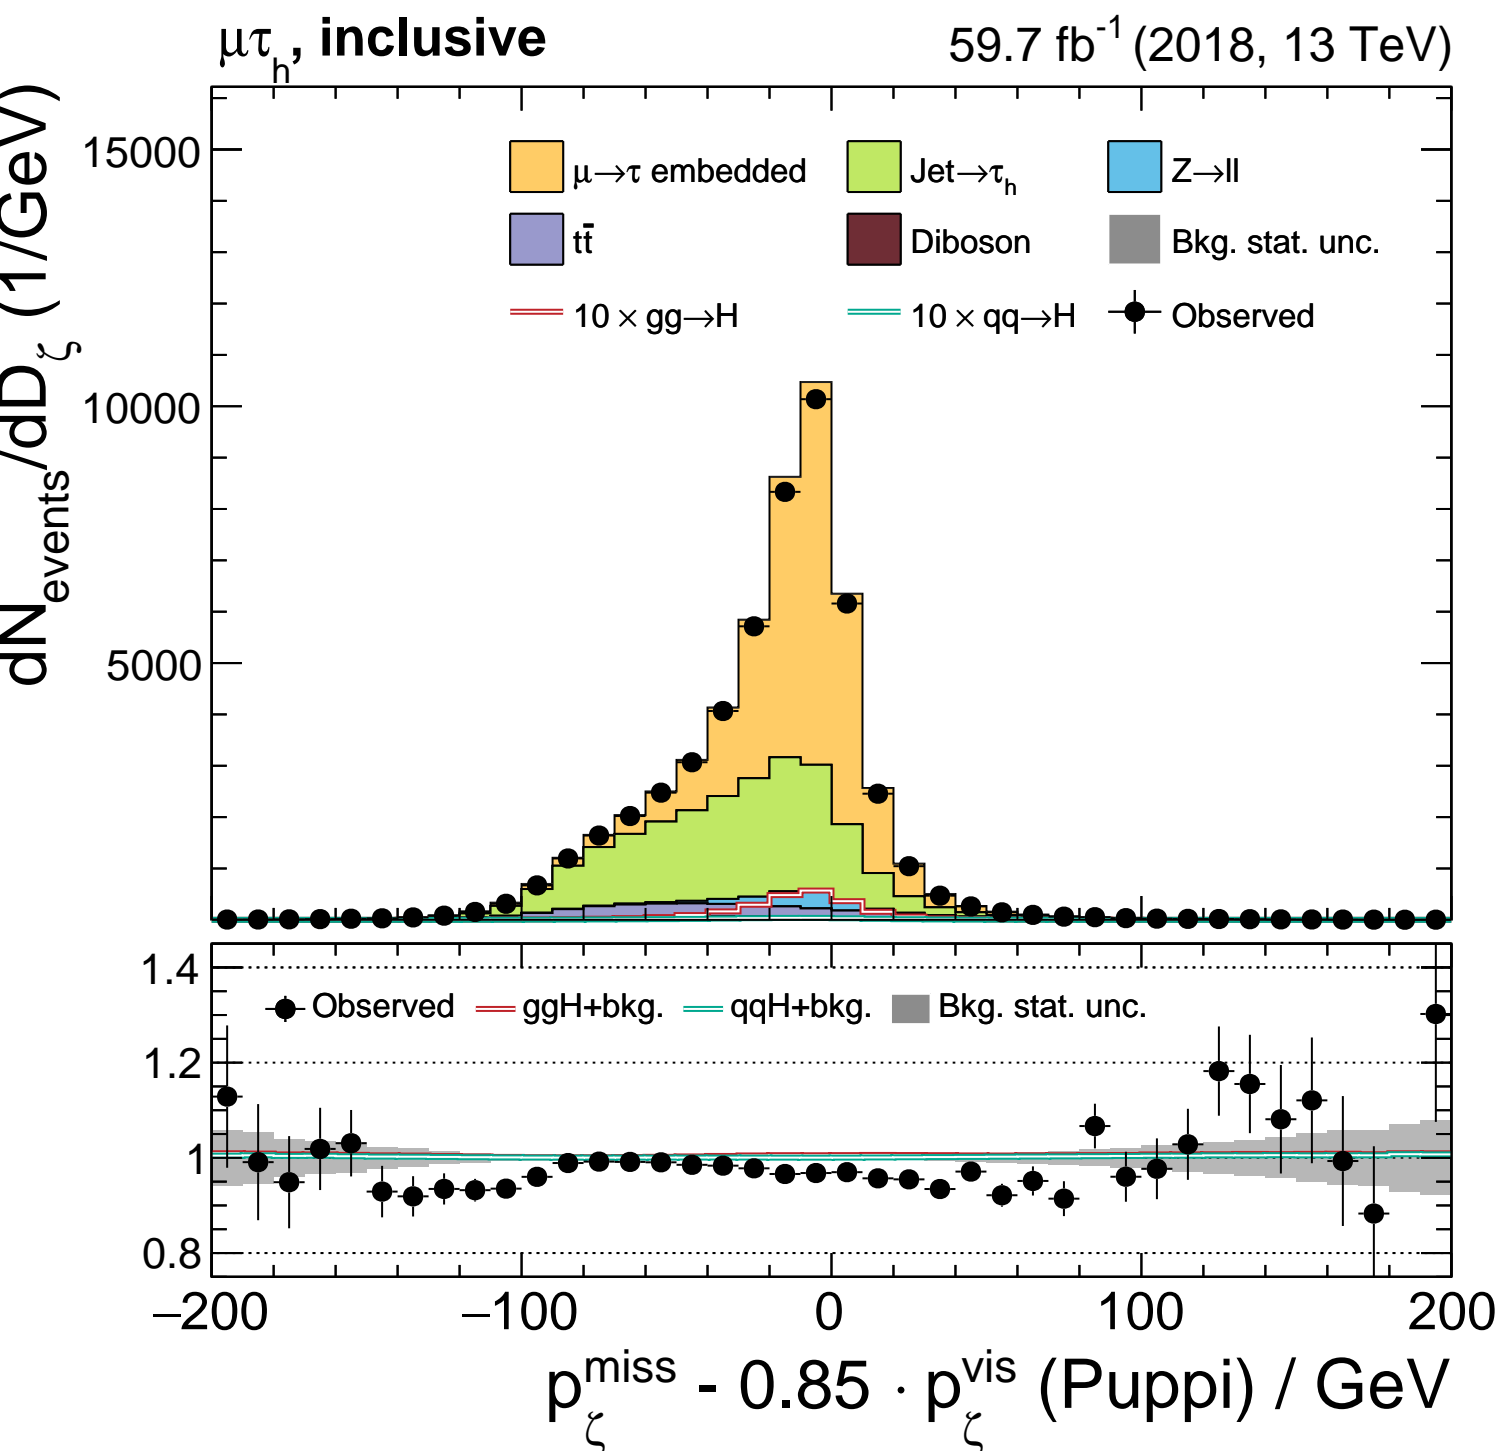 μτh, inclusive
59.7 fb-1 (2018, 13 TeV)
dNevents/dDζ (1/GeV)
15000
10000
5000
μ→τ embedded
Jet→τh
Z→ll
tt̄
Diboson
Bkg. stat. unc.
10 × gg→H
10 × qq→H
Observed
1.4
1.2
1
0.8
Observed
ggH+bkg.
qqH+bkg.
Bkg. stat. unc.
−200
−100
0
100
200
pζmiss - 0.85 · pζvis (Puppi) / GeV